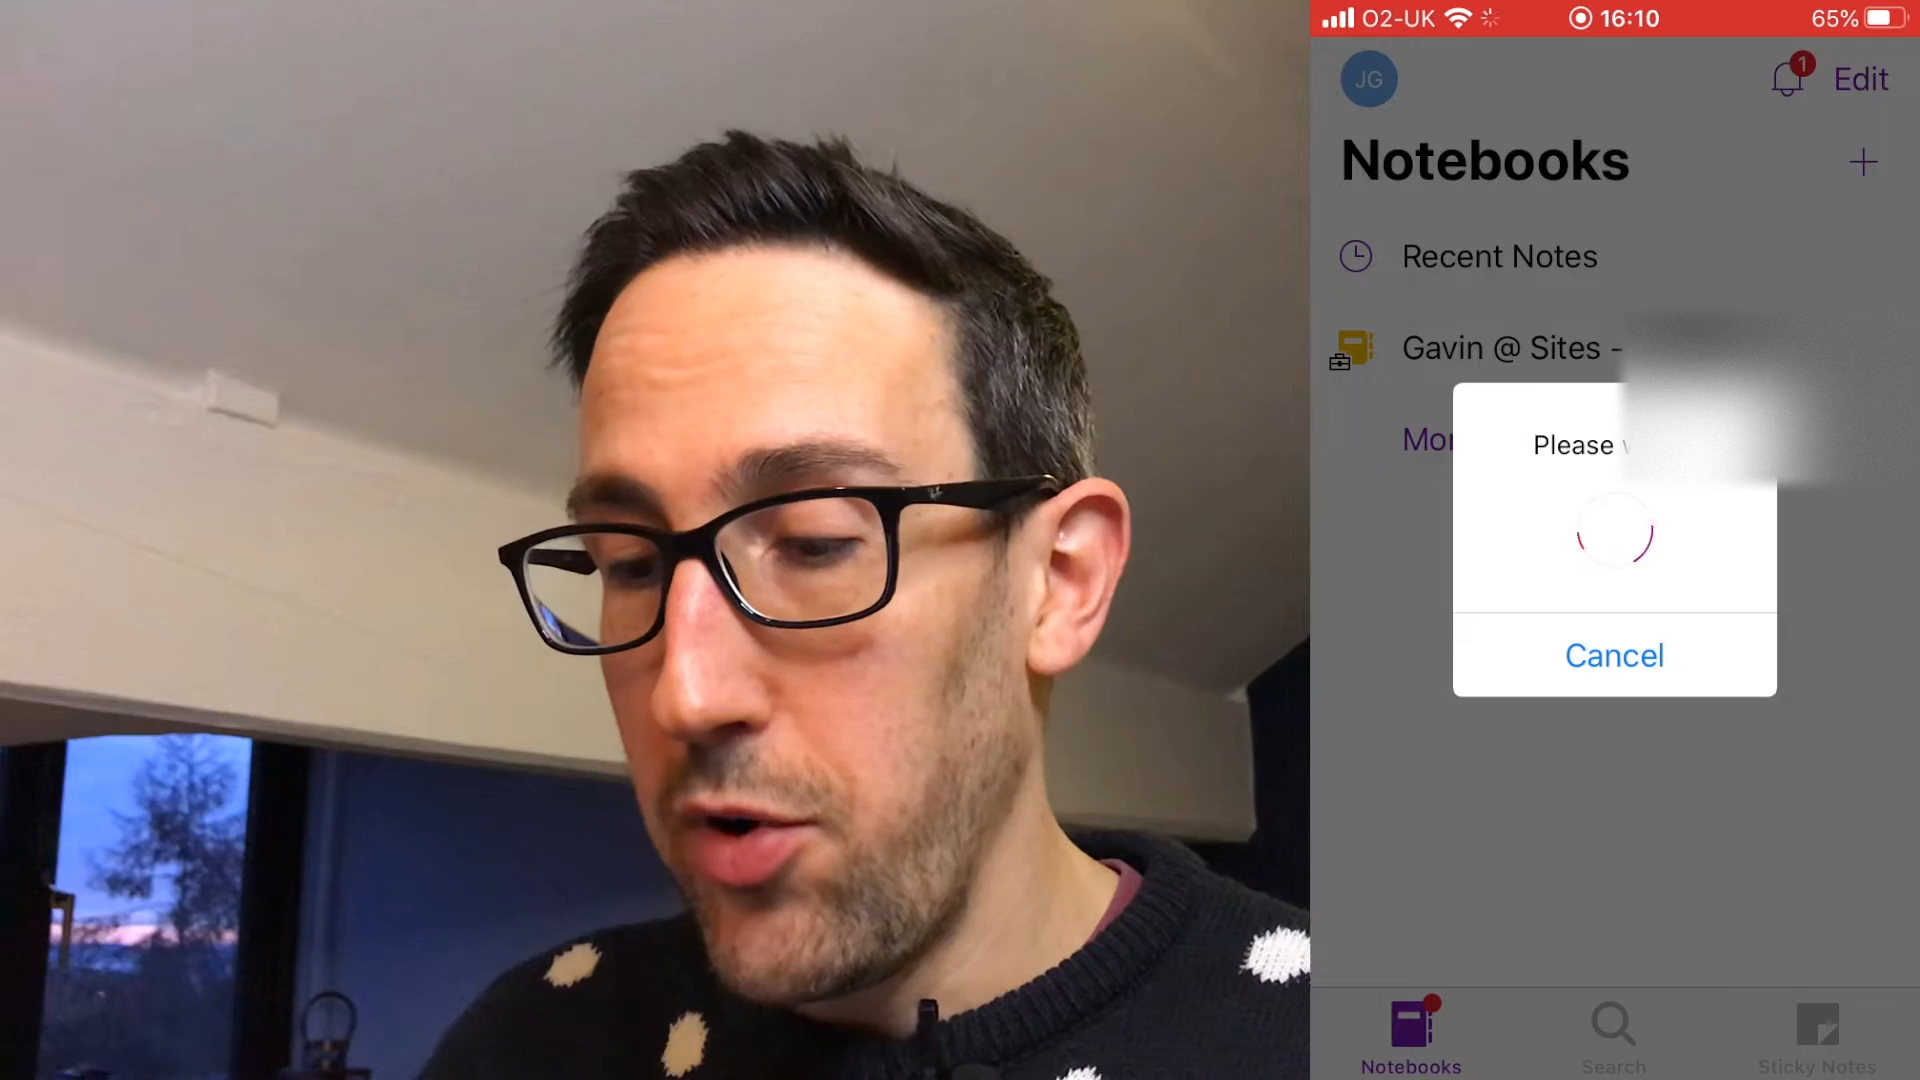 O2-UK 16:10 65%
JG 1 Edit
Notebooks
Recent Notes
Gavin @ Sites -
Please
Cancel
Notebooks Search Sticky Notes